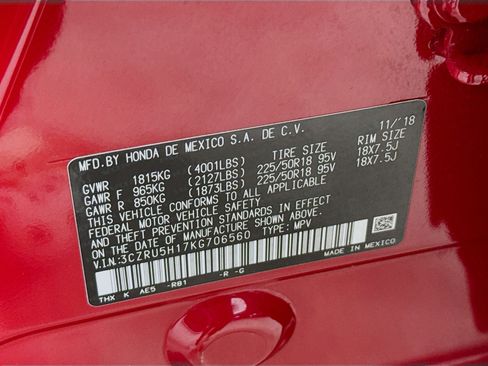 MFD. BY HONDA DE MEXICO S.A. DE C.V. 11/'18
GVWR 1815KG (4001LBS) TIRE SIZE RIM SIZE
GAWR F 965KG (2127LBS) 225/50R18 95V 18X7.5J
GAWR R 850KG (1873LBS) 225/50R18 95V 18X7.5J
THIS VEHICLE CONFORMS TO ALL APPLICABLE
FEDERAL MOTOR VEHICLE SAFETY AND
THEFT PREVENTION STANDARDS IN EFFECT ON THE
DATE OF MANUFACTURE SHOWN ABOVE.
V.I.N.:3CZRU5H17KG706560 TYPE: MPV
MADE IN MEXICO
THX K AE5 -R81 -R -G